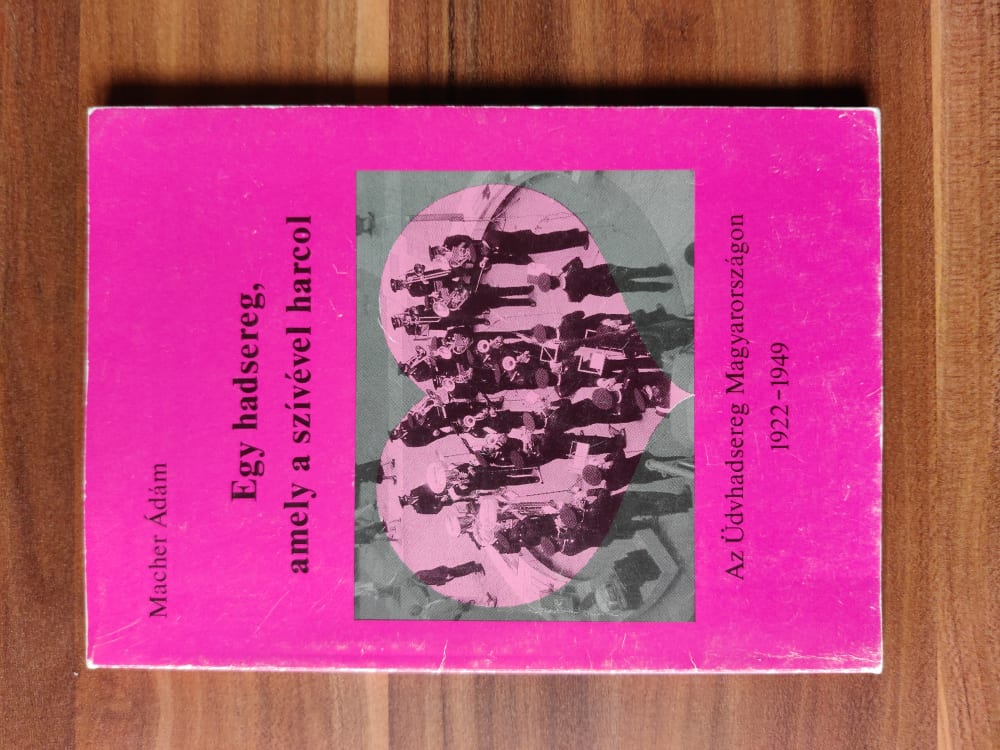 Macher Ádám
Egy hadsereg,
amely a szívével harcol
Az Üdvhadsereg Magyarországon
1922-1949